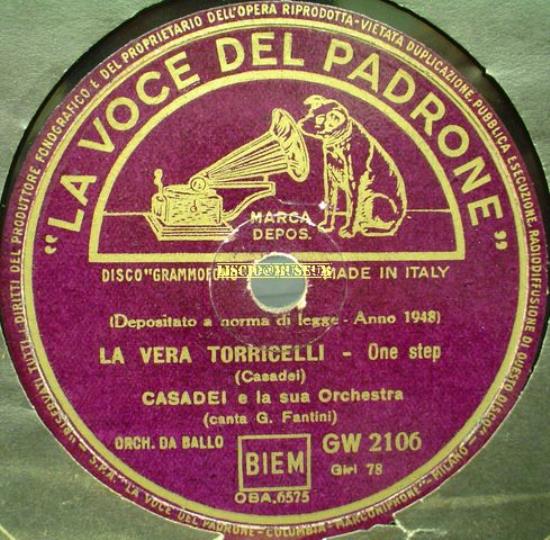 RISERVATI TUTTI I DIRITTI DEL PRODUTTORE FONOGRAFICO E DEL PROPRIETARIO DELL'OPERA RIPRODOTTA - VIETATA DUPLICAZIONE, PUBBLICA ESECUZIONE, RADIODIFFUSIONE DI QUESTO DISCO
"LA VOCE DEL PADRONE"
MARCA
DEPOS.
DISCO "GRAMMOFONO MADE IN ITALY
(Depositato a norma di legge - Anno 1948)
LA VERA TORRICELLI - One step
(Casadei)
CASADEI e la sua Orchestra
(canta G. Fantini)
ORCH. DA BALLO
BIEM
GW 2106
Giri 78
OBA.6575
S.P.A. "LA VOCE DEL PADRONE - COLUMBIA - MARCONIPHONE" - MILANO